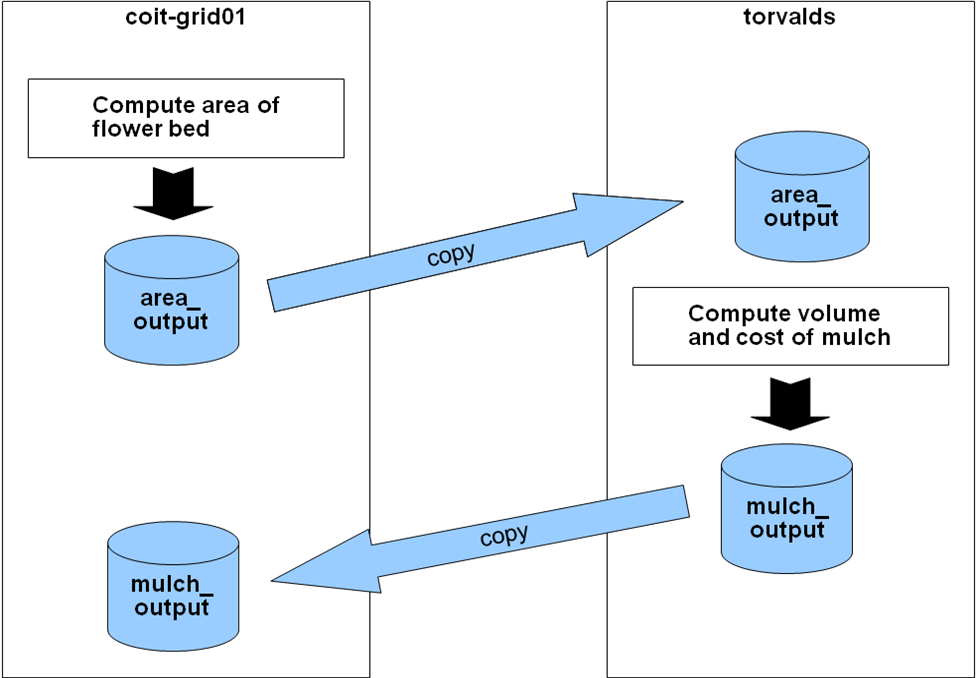 coit-grid01
torvalds
Compute area of
flower bed
area_
output
copy
area_
output
Compute volume
and cost of mulch
mulch_
output
copy
mulch_
output